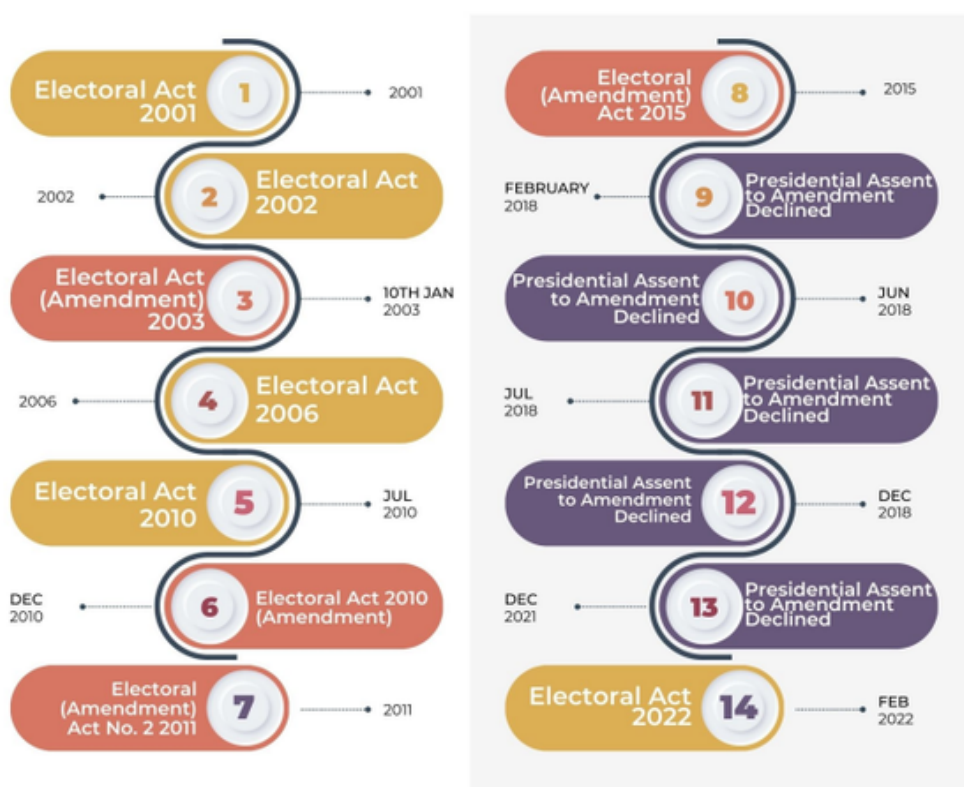 Electoral Act
2001
1
2001
2002
2
Electoral Act
2002
Electoral Act
(Amendment)
2003
3
10TH JAN
2003
2006
4
Electoral Act
2006
Electoral Act
2010
5
JUL
2010
DEC
2010
6
Electoral Act 2010
(Amendment)
Electoral
(Amendment)
Act No. 2 2011
7
2011
Electoral
(Amendment)
Act 2015
8
2015
FEBRUARY
2018
9
Presidential Assent
to Amendment
Declined
Presidential Assent
to Amendment
Declined
10
JUN
2018
JUL
2018
11
Presidential Assent
to Amendment
Declined
Presidential Assent
to Amendment
Declined
12
DEC
2018
DEC
2021
13
Presidential Assent
to Amendment
Declined
Electoral Act
2022
14
FEB
2022